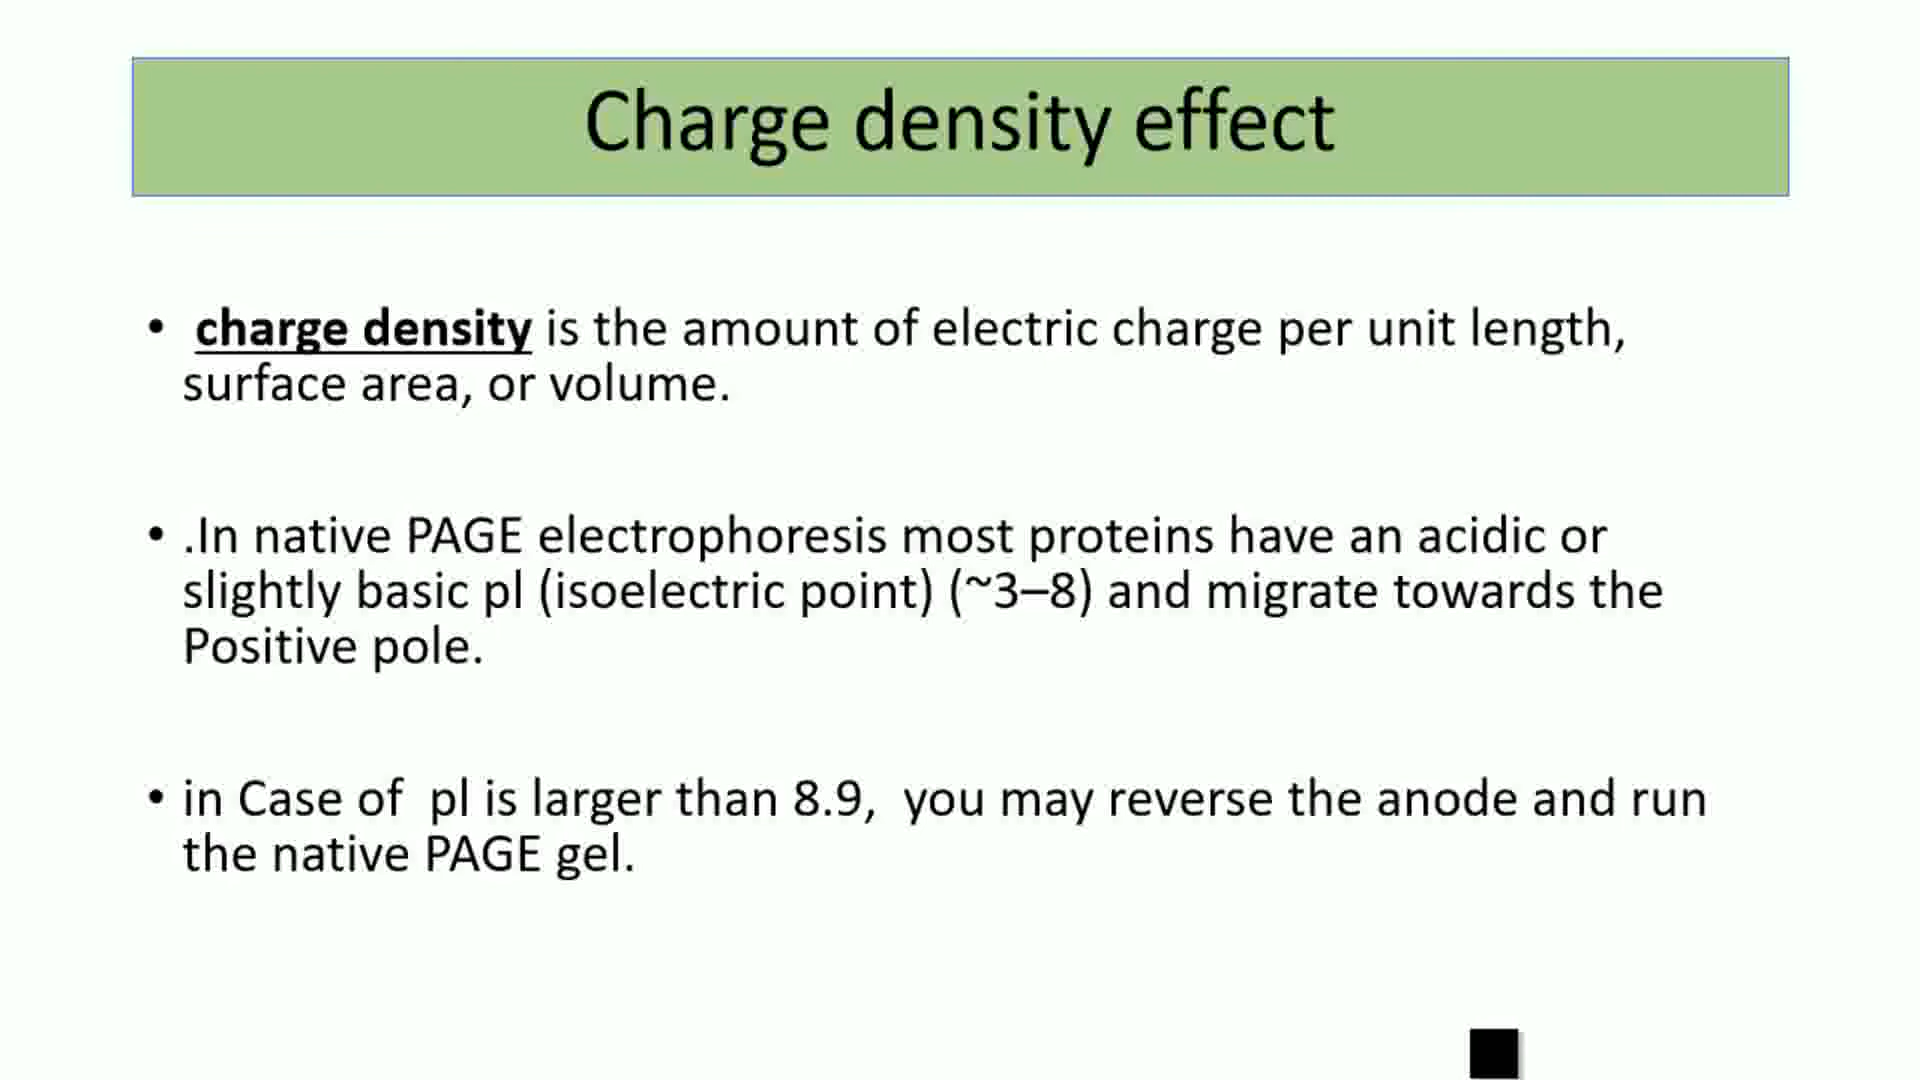 Charge density effect
• charge density is the amount of electric charge per unit length,
surface area, or volume.
• .In native PAGE electrophoresis most proteins have an acidic or
slightly basic pl (isoelectric point) (~3–8) and migrate towards the
Positive pole.
• in Case of  pl is larger than 8.9,  you may reverse the anode and run
the native PAGE gel.